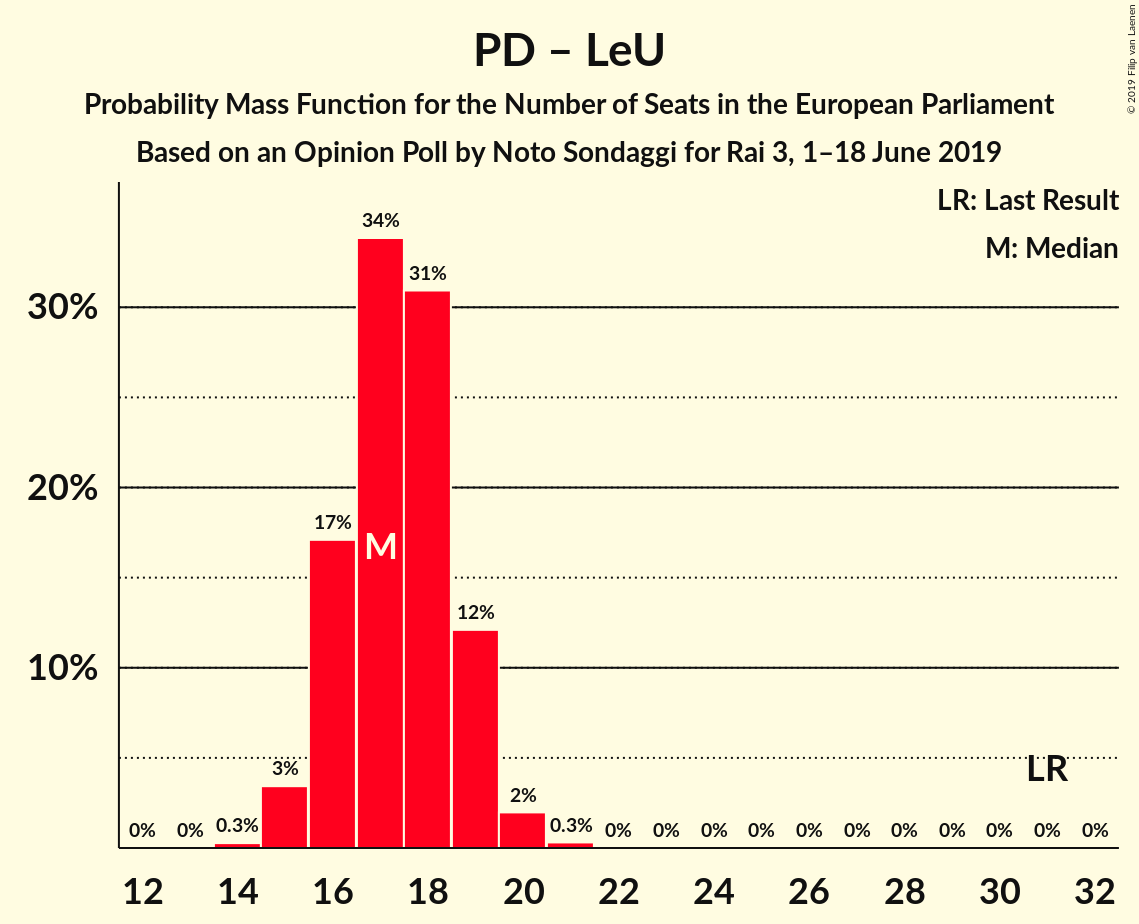 PD – LeU
Probability Mass Function for the Number of Seats in the European Parliament
Based on an Opinion Poll by Noto Sondaggi for Rai 3, 1–18 June 2019
© 2019 Filip van Laenen
LR: Last Result
M: Median
34%
31%
30%
20%
17%
M
12%
10%
3%
LR
2%
0% 0% 0.3% 0.3% 0% 0% 0% 0% 0% 0% 0% 0% 0% 0% 0%
12 14 16 18 20 22 24 26 28 30 32